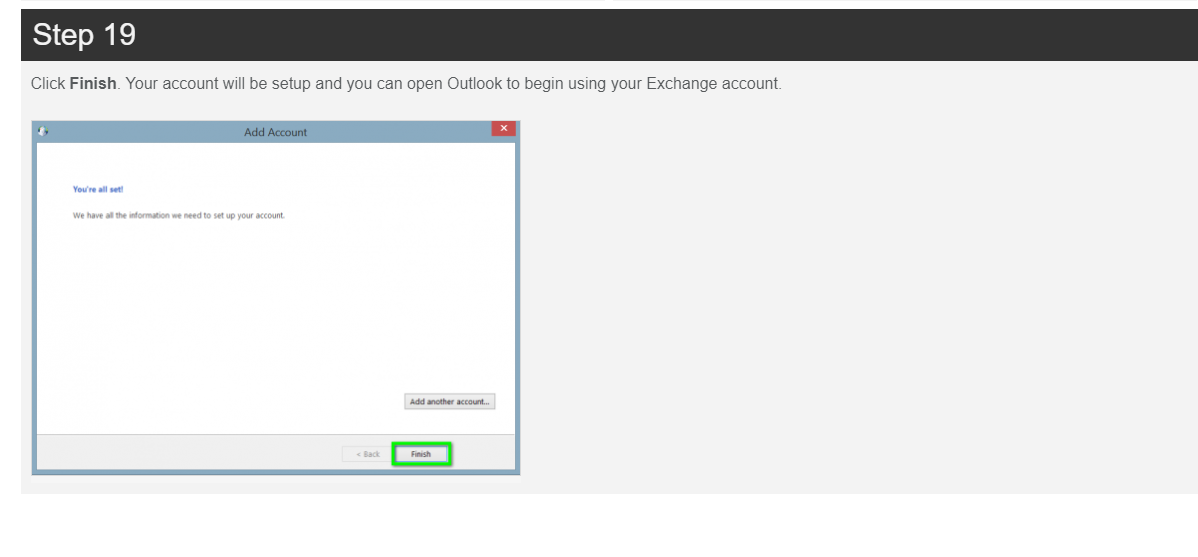 Step 19
Click Finish. Your account will be setup and you can open Outlook to begin using your Exchange account.
Add Account
You're all set!
We have all the information we need to set up your account.
Add another account...
< Back Finish